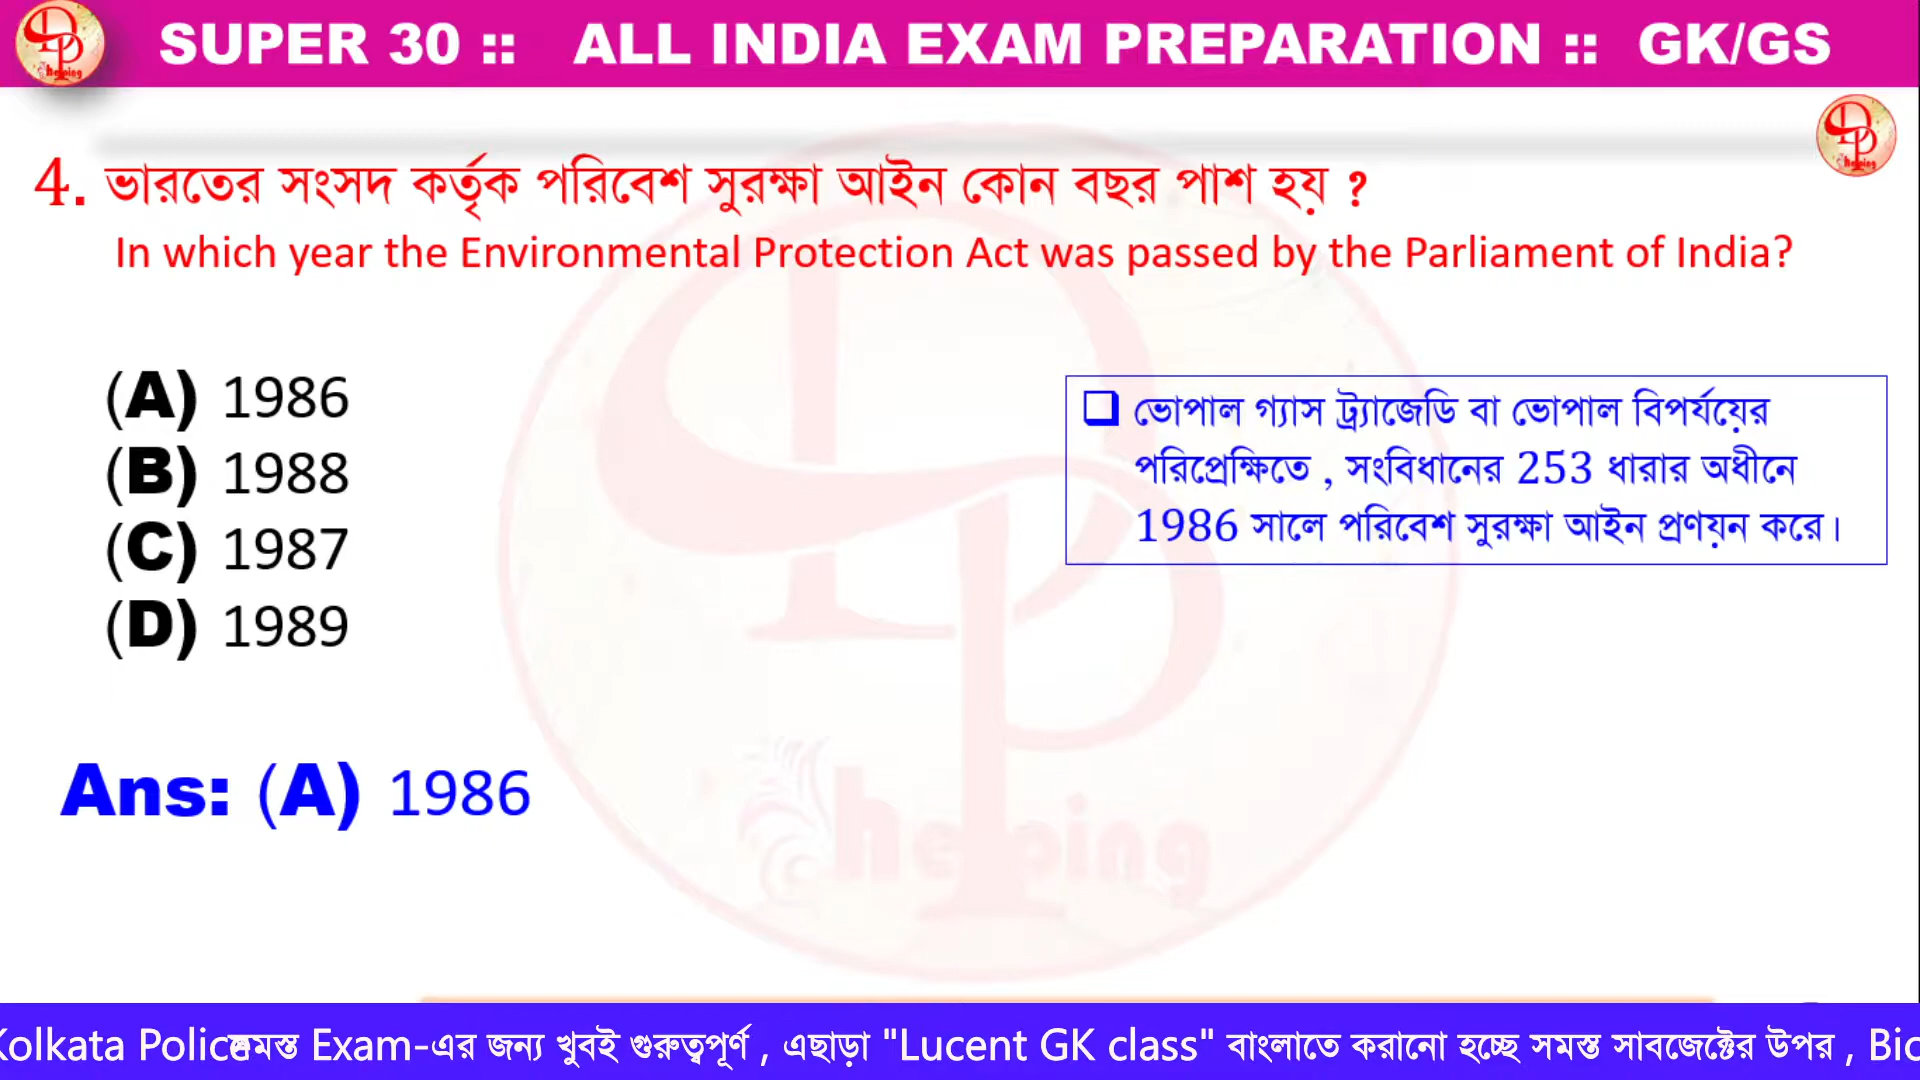 SUPER 30 :: ALL INDIA EXAM PREPARATION :: GK/GS
4. ভারতের সংসদ কর্তৃক পরিবেশ সুরক্ষা আইন কোন বছর পাশ হয় ?
In which year the Environmental Protection Act was passed by the Parliament of India?
(A) 1986
(B) 1988
(C) 1987
(D) 1989
❑ ভোপাল গ্যাস ট্র্যাজেডি বা ভোপাল বিপর্যয়ের
পরিপ্রেক্ষিতে , সংবিধানের 253 ধারার অধীনে
1986 সালে পরিবেশ সুরক্ষা আইন প্রণয়ন করে।
Ans: (A) 1986
DP
helping
Kolkata Police সমস্ত Exam-এর জন্য খুবই গুরুত্বপূর্ণ , এছাড়া "Lucent GK class" বাংলাতে করানো হচ্ছে সমস্ত সাবজেক্টের উপর , Bio